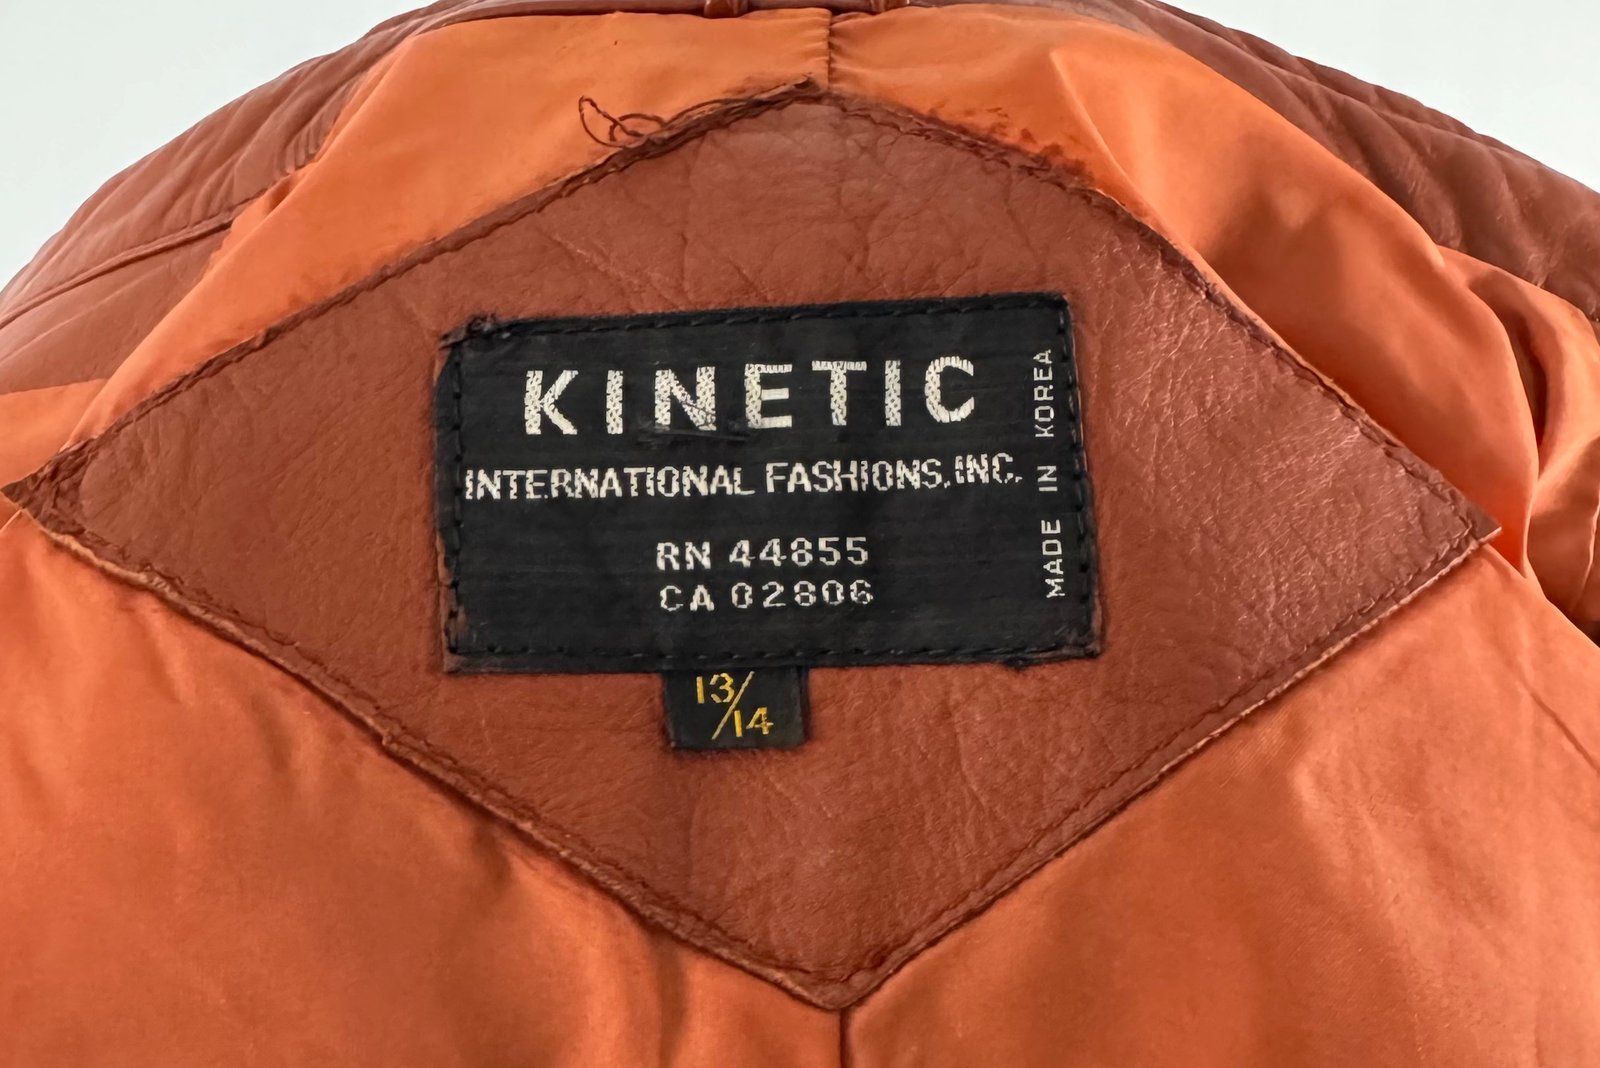 KINETIC
INTERNATIONAL FASHIONS, INC.
RN 44855
CA 02806
MADE IN KOREA
13/14